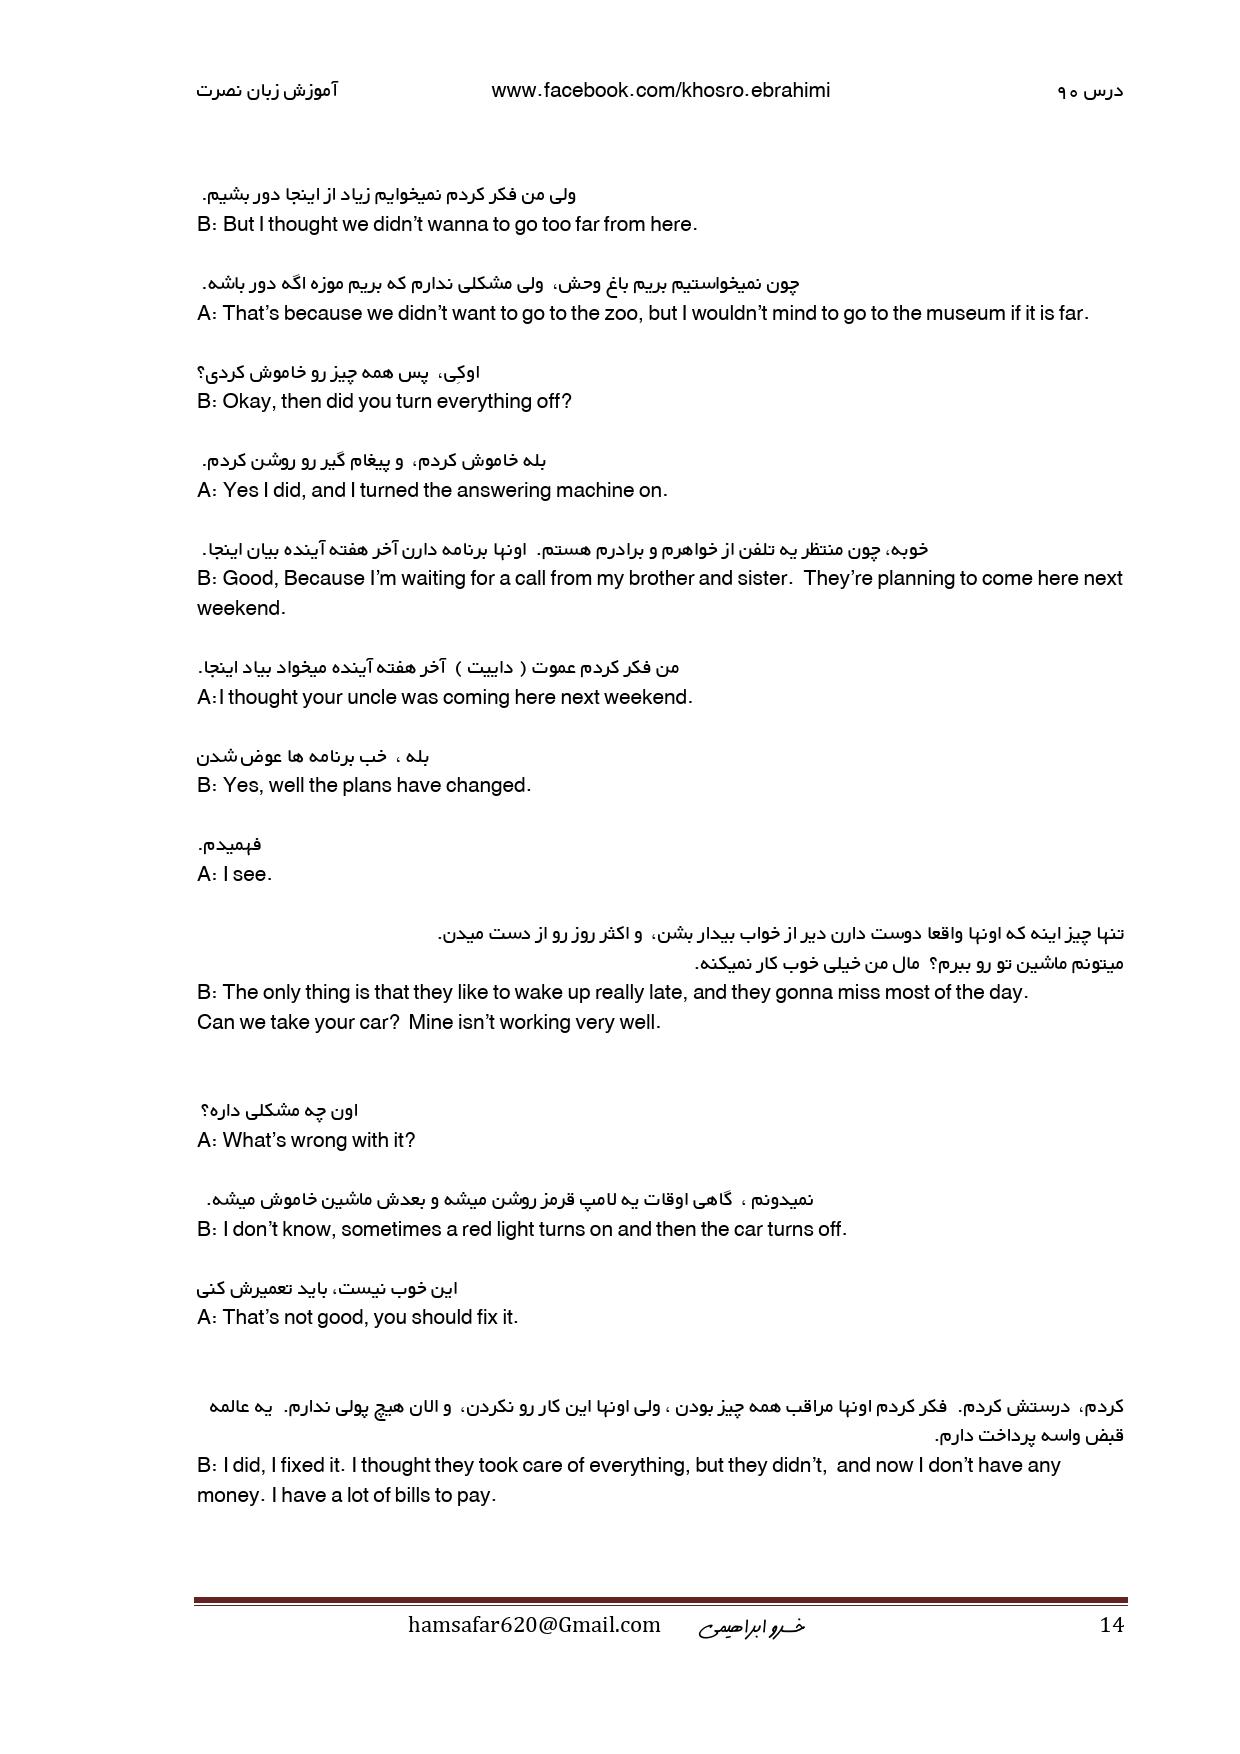 درس ۹۰ www.facebook.com/khosro.ebrahimi آموزش زبان نصرت
ولی من فکر کردم نمیخوایم زیاد از اینجا دور بشیم.
B: But I thought we didn’t wanna to go too far from here.
چون نمیخواستیم بریم باغ وحش، ولی مشکلی ندارم که بریم موزه اگه دور باشه.
A: That’s because we didn’t want to go to the zoo, but I wouldn’t mind to go to the museum if it is far.
اوکِی، پس همه چیز رو خاموش کردی؟
B: Okay, then did you turn everything off?
بله خاموش کردم، و پیغام گیر رو روشن کردم.
A: Yes I did, and I turned the answering machine on.
خوبه، چون منتظر یه تلفن از خواهرم و برادرم هستم. اونها برنامه دارن آخر هفته آینده بیان اینجا.
B: Good, Because I’m waiting for a call from my brother and sister. They’re planning to come here next
weekend.
من فکر کردم عموت ( داییت ) آخر هفته آینده میخواد بیاد اینجا.
A:I thought your uncle was coming here next weekend.
بله ، خب برنامه ها عوض شدن
B: Yes, well the plans have changed.
فهمیدم.
A: I see.
تنها چیز اینه که اونها واقعا دوست دارن دیر از خواب بیدار بشن، و اکثر روز رو از دست میدن.
میتونم ماشین تو رو ببرم؟ مال من خیلی خوب کار نمیکنه.
B: The only thing is that they like to wake up really late, and they gonna miss most of the day.
Can we take your car? Mine isn’t working very well.
اون چه مشکلی داره؟
A: What’s wrong with it?
نمیدونم ، گاهی اوقات یه لامپ قرمز روشن میشه و بعدش ماشین خاموش میشه.
B: I don’t know, sometimes a red light turns on and then the car turns off.
این خوب نیست، باید تعمیرش کنی
A: That’s not good, you should fix it.
کردم، درستش کردم. فکر کردم اونها مراقب همه چیز بودن ، ولی اونها این کار رو نکردن، و الان هیچ پولی ندارم. یه عالمه
قبض واسه پرداخت دارم.
B: I did, I fixed it. I thought they took care of everything, but they didn’t, and now I don’t have any
money. I have a lot of bills to pay.
hamsafar620@Gmail.com خسرو ابراهیمی 14